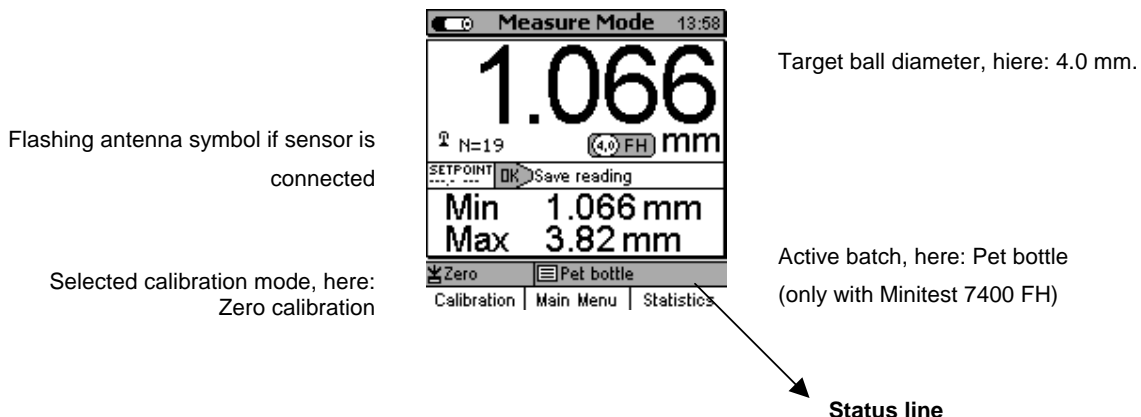 Measure Mode 13:58
1.066
mm
N=19
4,0 FH
SETPOINT
---,- ---
OK Save reading
Min 1.066 mm
Max 3.82 mm
Zero Pet bottle
Calibration Main Menu Statistics
Flashing antenna symbol if sensor is
connected
Selected calibration mode, here:
Zero calibration
Target ball diameter, hiere: 4.0 mm.
Active batch, here: Pet bottle
(only with Minitest 7400 FH)
Status line